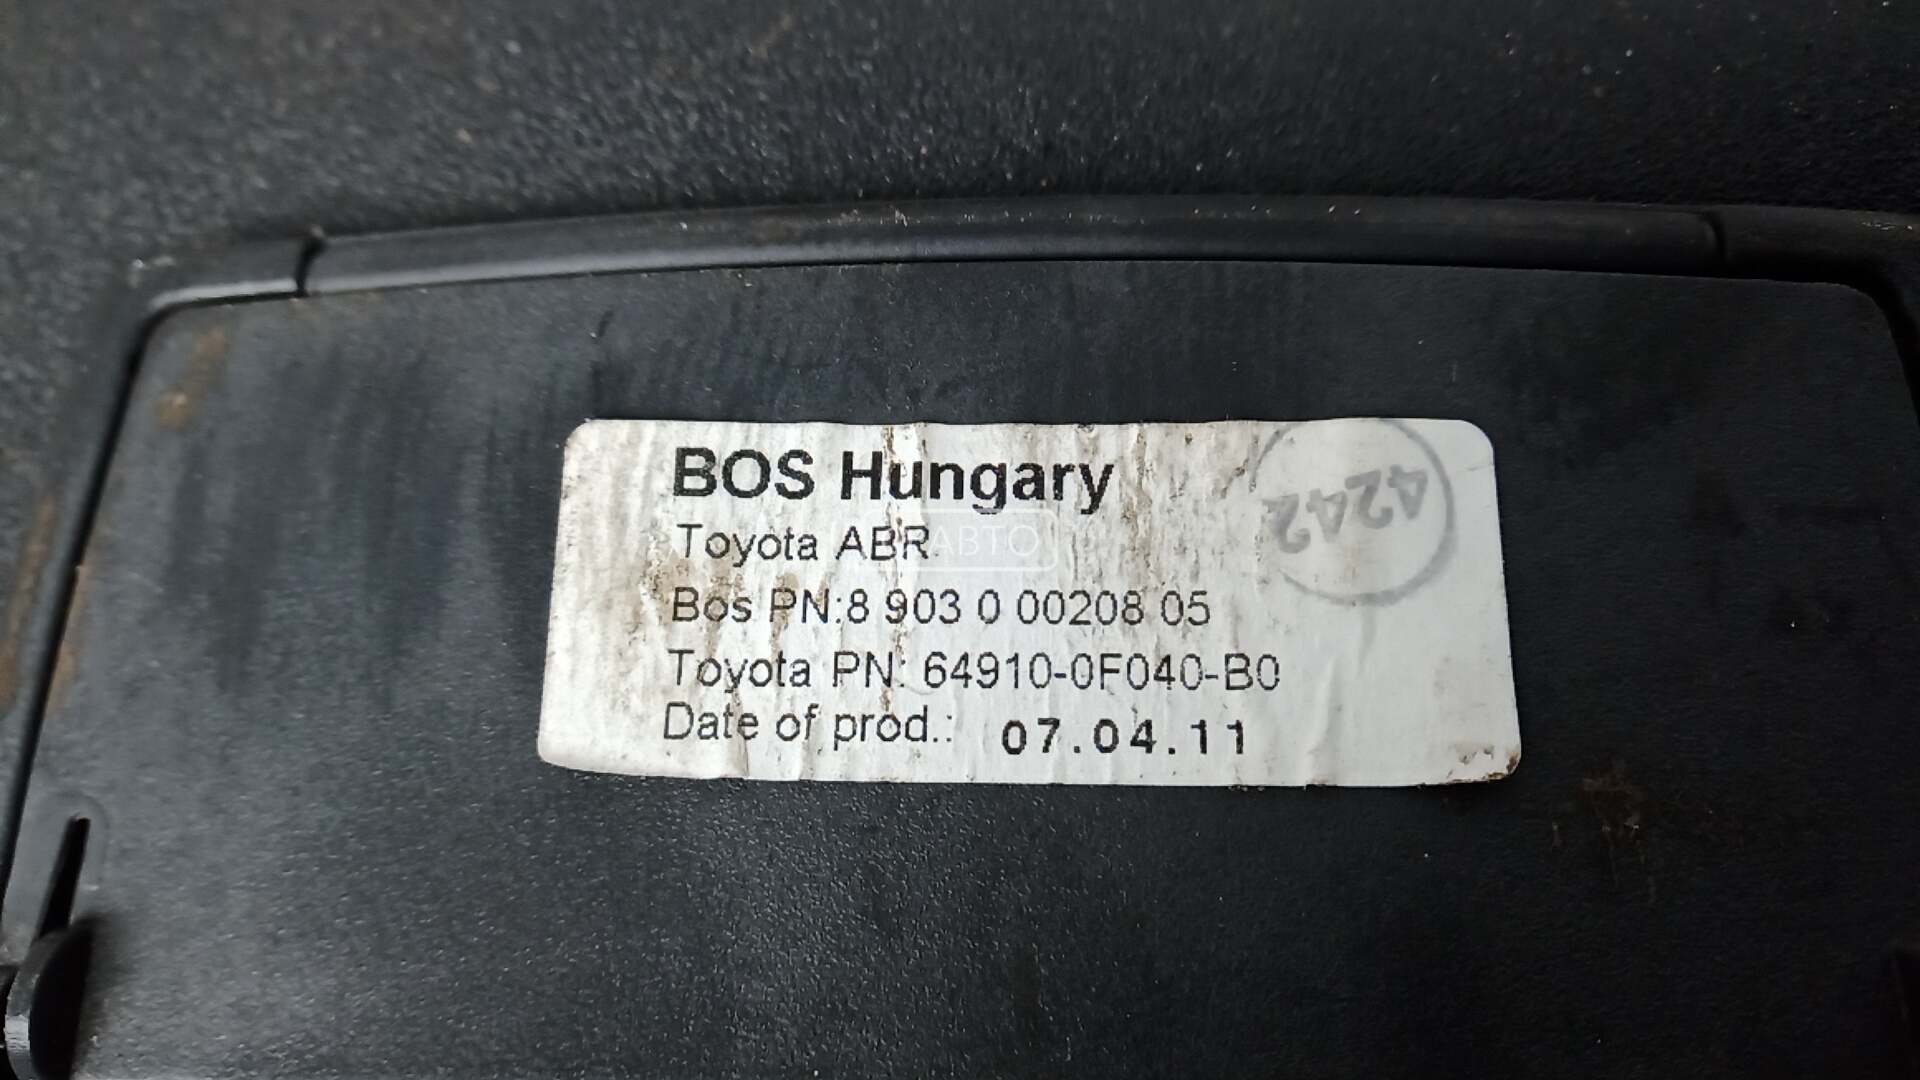 BOS Hungary
4242
Toyota ABR.
АВТО
Bos PN:8 903 0 00208 05
Toyota PN: 64910-0F040-B0
Date of prod.: 07.04.11